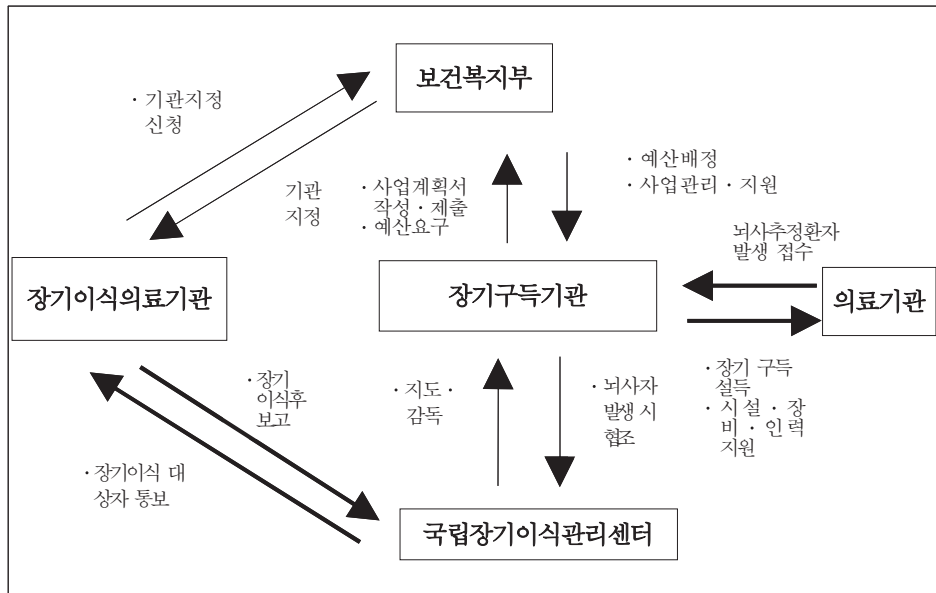 보건복지부
· 기관지정
신청
· 예산배정
· 사업관리 · 지원
기관
지정
· 사업계획서
작성 · 제출
· 예산요구
뇌사추정환자
발생 접수
장기이식의료기관
장기구득기관
의료기관
· 장기
이식후
보고
· 지도 ·
감독
· 뇌사자
발생 시
협조
· 장기 구득
설득
· 시설 · 장
비 · 인력
지원
· 장기이식 대
상자 통보
국립장기이식관리센터